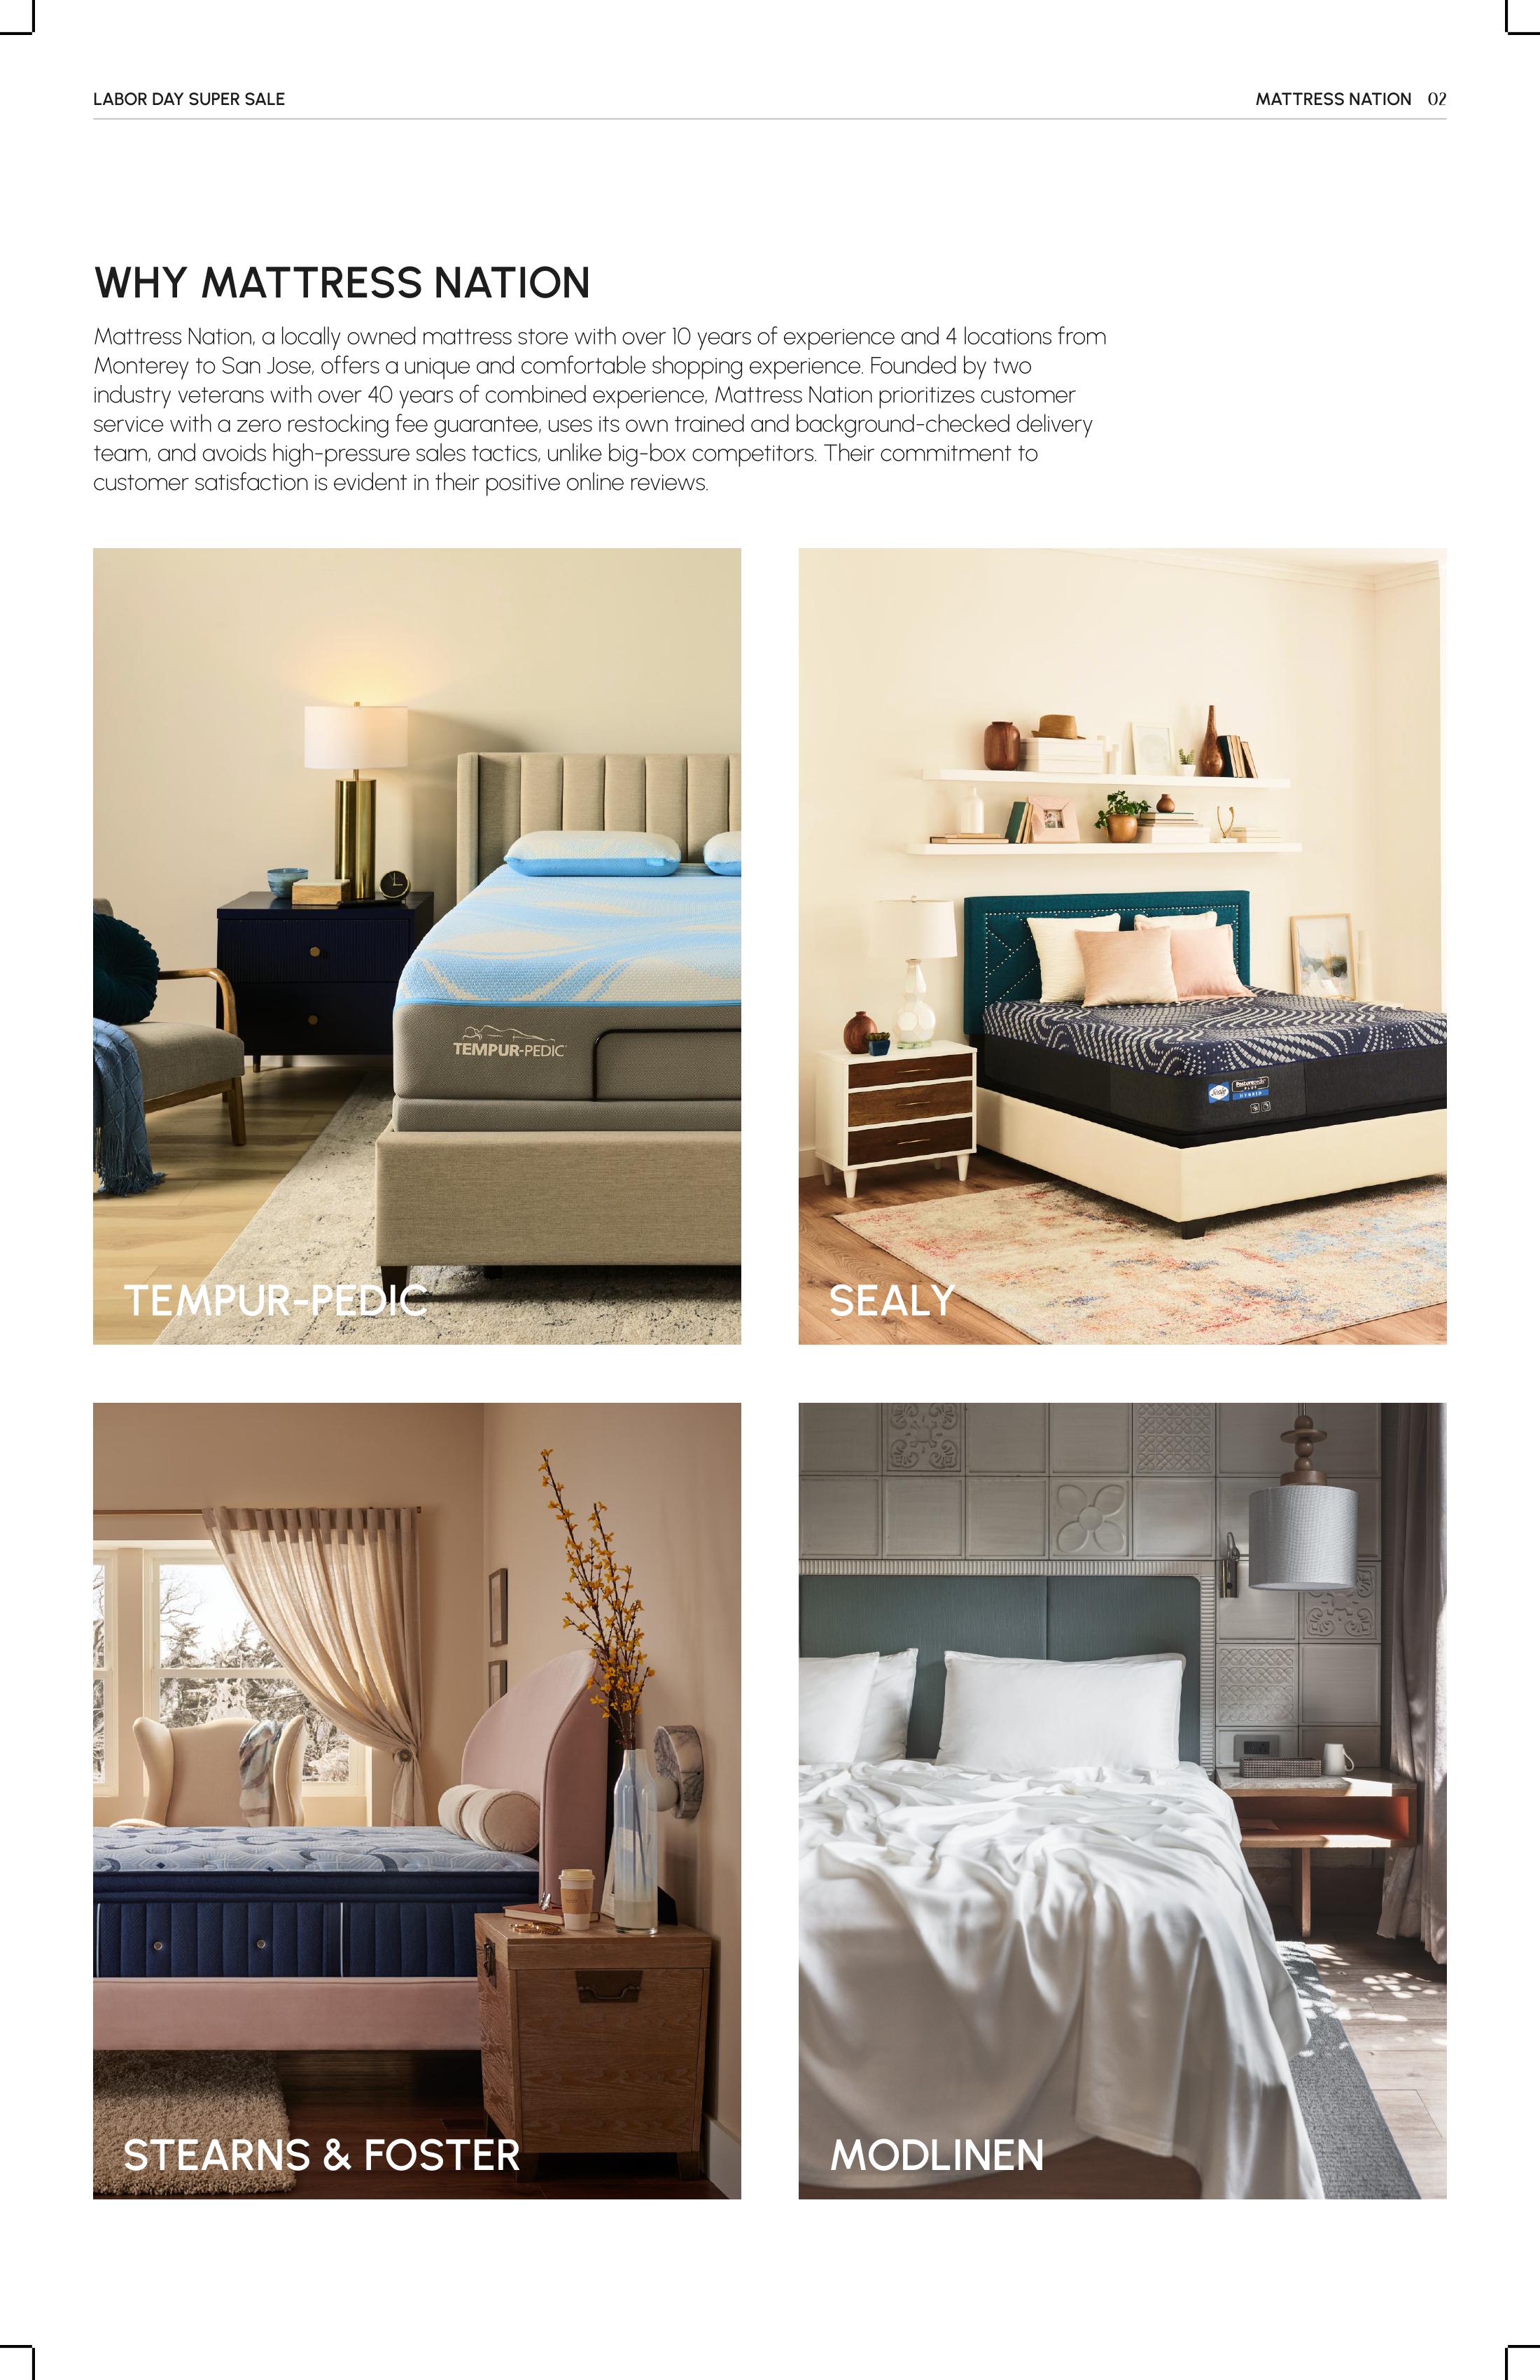 LABOR DAY SUPER SALE
MATTRESS NATION 02
WHY MATTRESS NATION
Mattress Nation, a locally owned mattress store with over 10 years of experience and 4 locations from
Monterey to San Jose, offers a unique and comfortable shopping experience. Founded by two
industry veterans with over 40 years of combined experience, Mattress Nation prioritizes customer
service with a zero restocking fee guarantee, uses its own trained and background-checked delivery
team, and avoids high-pressure sales tactics, unlike big-box competitors. Their commitment to
customer satisfaction is evident in their positive online reviews.
TEMPUR-PEDIC
TEMPUR-PEDIC
Sealy
Posturepedic
PLUS
HYBRID
SEALY
STEARNS & FOSTER
MODLINEN